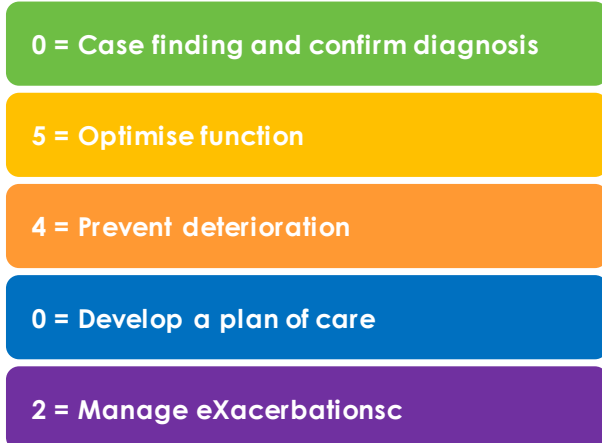 0 = Case finding and confirm diagnosis
5 = Optimise function
4 = Prevent deterioration
0 = Develop a plan of care
2 = Manage eXacerbationsc